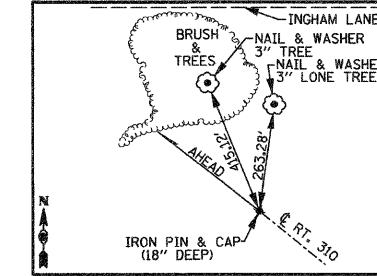 INGHAM LANE
BRUSH
&
TREES
NAIL & WASHER
3" TREE
NAIL & WASHE
3" LONE TREE
415.12'
263.28'
AHEAD
N
℄ RT. 310
IRON PIN & CAP
(18" DEEP)